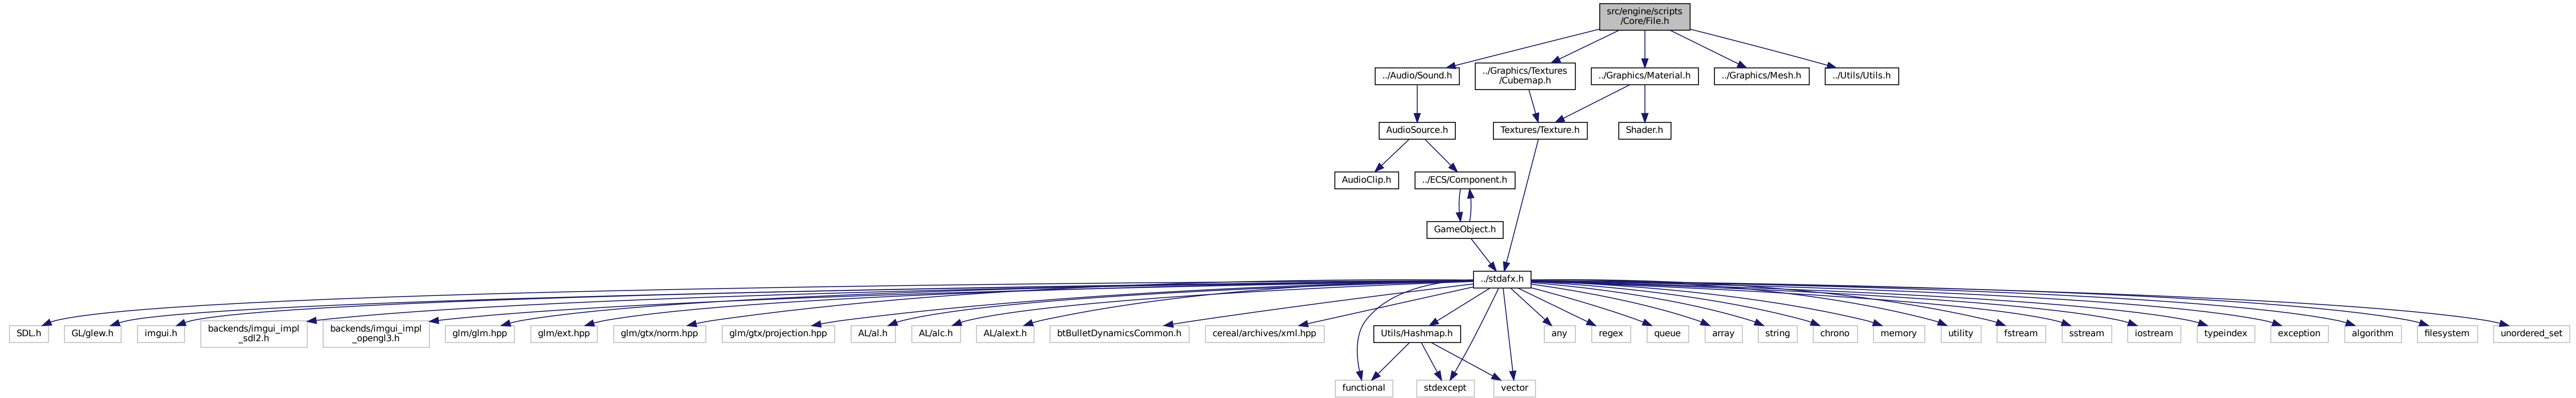 src/engine/scripts
/Core/File.h
../Audio/Sound.h
../Graphics/Textures
/Cubemap.h
../Graphics/Material.h
../Graphics/Mesh.h
../Utils/Utils.h
AudioSource.h
Textures/Texture.h
Shader.h
AudioClip.h
../ECS/Component.h
GameObject.h
../stdafx.h
SDL.h
GL/glew.h
imgui.h
backends/imgui_impl
_sdl2.h
backends/imgui_impl
_opengl3.h
glm/glm.hpp
glm/ext.hpp
glm/gtx/norm.hpp
glm/gtx/projection.hpp
AL/al.h
AL/alc.h
AL/alext.h
btBulletDynamicsCommon.h
cereal/archives/xml.hpp
Utils/Hashmap.h
any
regex
queue
array
string
chrono
memory
utility
fstream
sstream
iostream
typeindex
exception
algorithm
filesystem
unordered_set
functional
stdexcept
vector